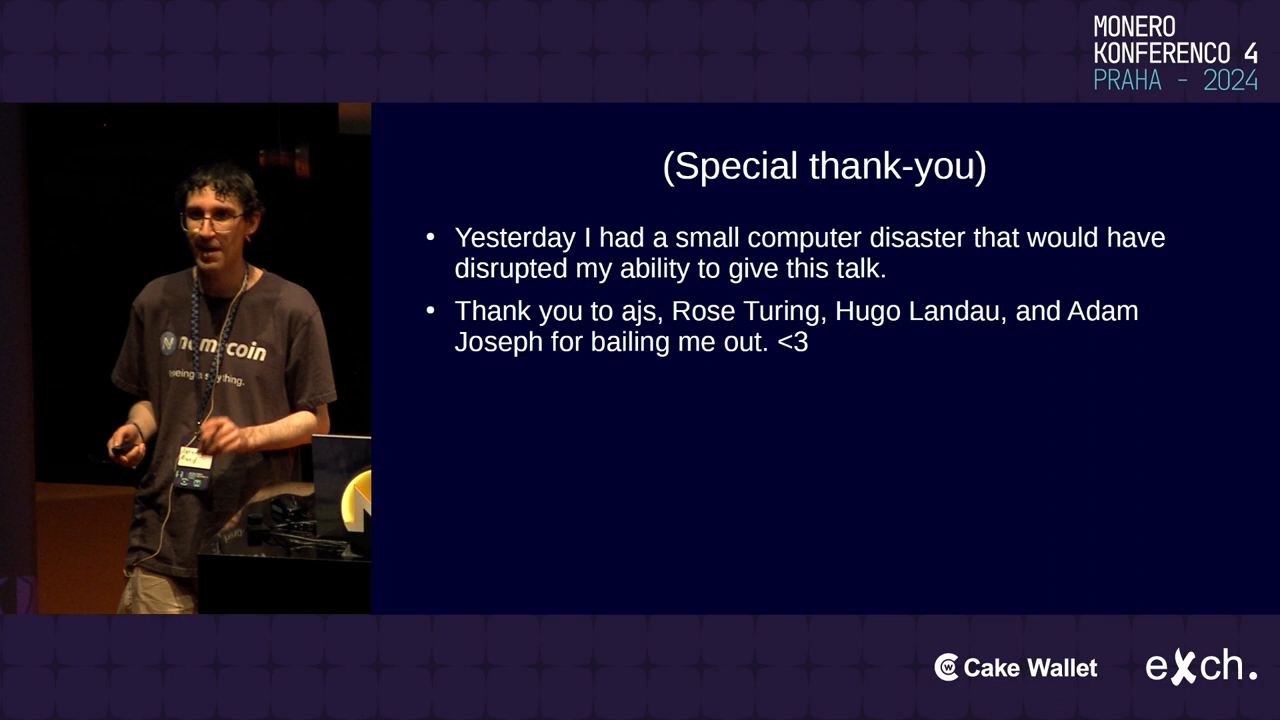 MONERO
KONFERENCO 4
PRAHA - 2024
(Special thank-you)
• Yesterday I had a small computer disaster that would have
disrupted my ability to give this talk.
• Thank you to ajs, Rose Turing, Hugo Landau, and Adam
Joseph for bailing me out. <3
Cake Wallet
eXch.